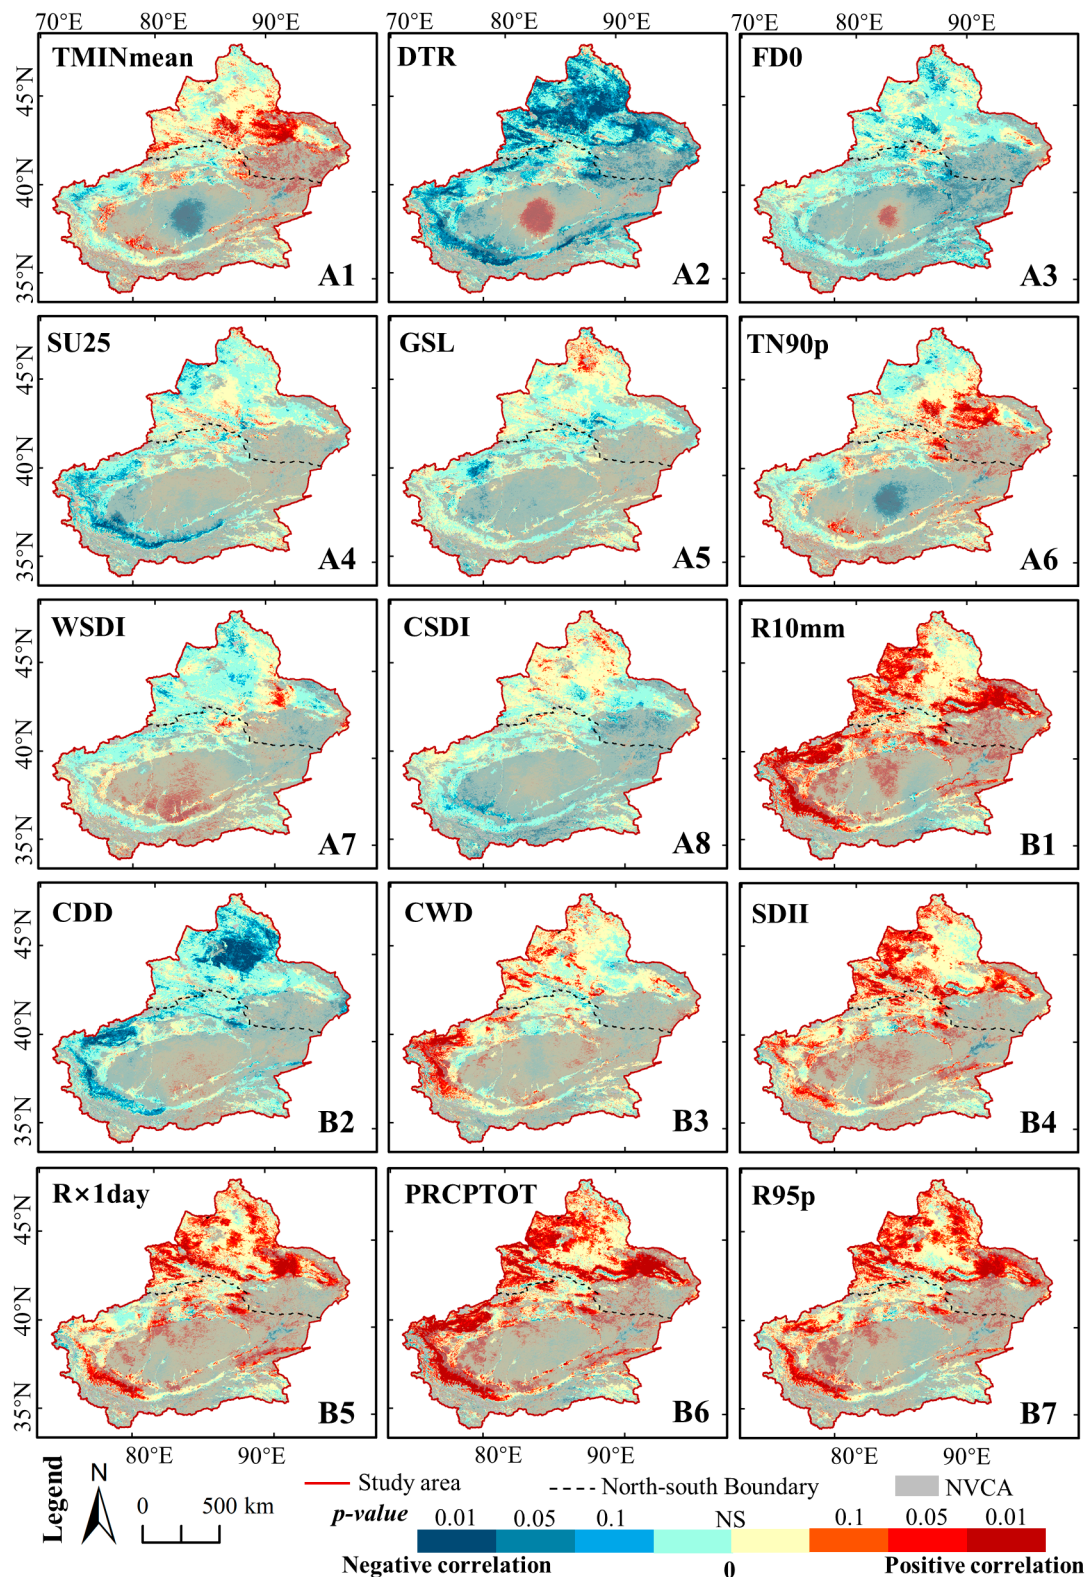 70°E 80°E 90°E 70°E 80°E 90°E 70°E 80°E 90°E
TMINmean DTR FD0
45°N
40°N
35°N
A1 A2 A3
SU25 GSL TN90p
45°N
40°N
35°N
A4 A5 A6
WSDI CSDI R10mm
45°N
40°N
35°N
A7 A8 B1
CDD CWD SDII
45°N
40°N
35°N
B2 B3 B4
R×1day PRCPTOT R95p
45°N
40°N
35°N
B5 B6 B7
80°E 90°E 80°E 90°E 80°E 90°E
Legend
N
0 500 km
Study area North-south Boundary NVCA
p-value 0.01 0.05 0.1 NS 0.1 0.05 0.01
Negative correlation 0 Positive correlation